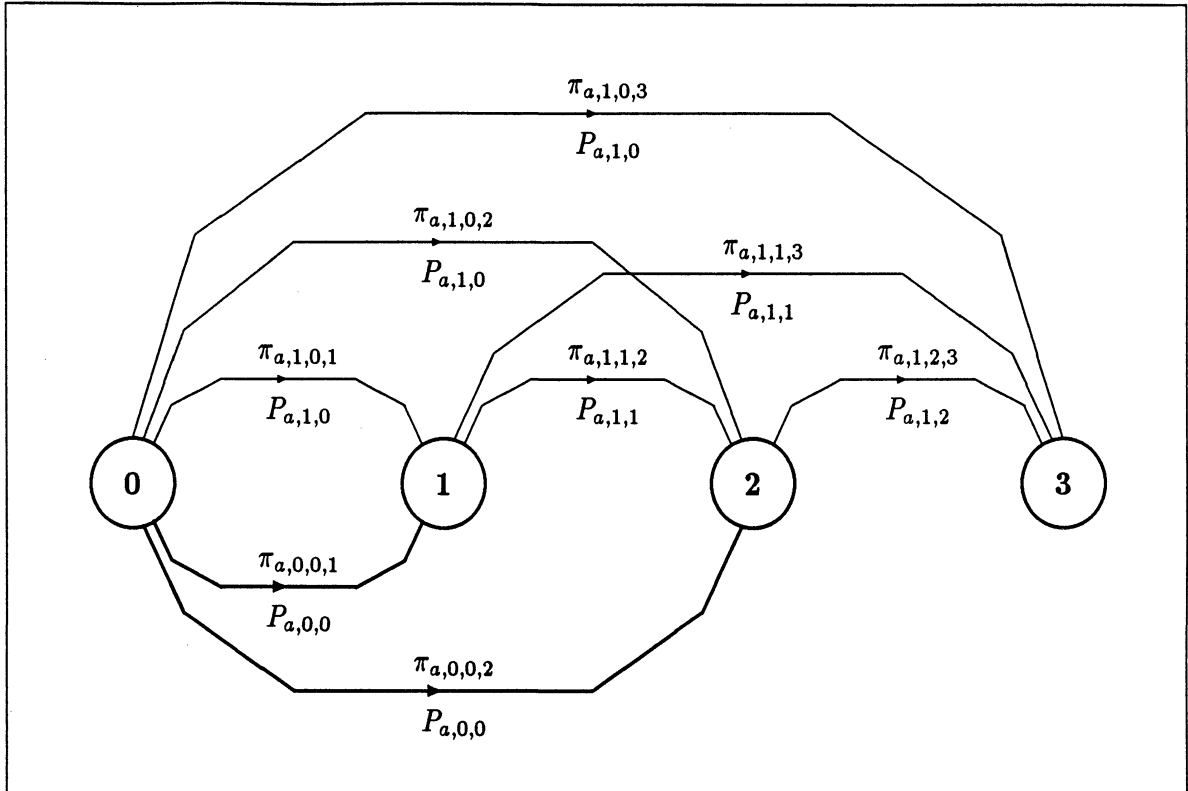 π_{a,1,0,3}
P_{a,1,0}
π_{a,1,0,2}
P_{a,1,0}
π_{a,1,1,3}
P_{a,1,1}
π_{a,1,0,1}
P_{a,1,0}
π_{a,1,1,2}
P_{a,1,1}
π_{a,1,2,3}
P_{a,1,2}
0
1
2
3
π_{a,0,0,1}
P_{a,0,0}
π_{a,0,0,2}
P_{a,0,0}